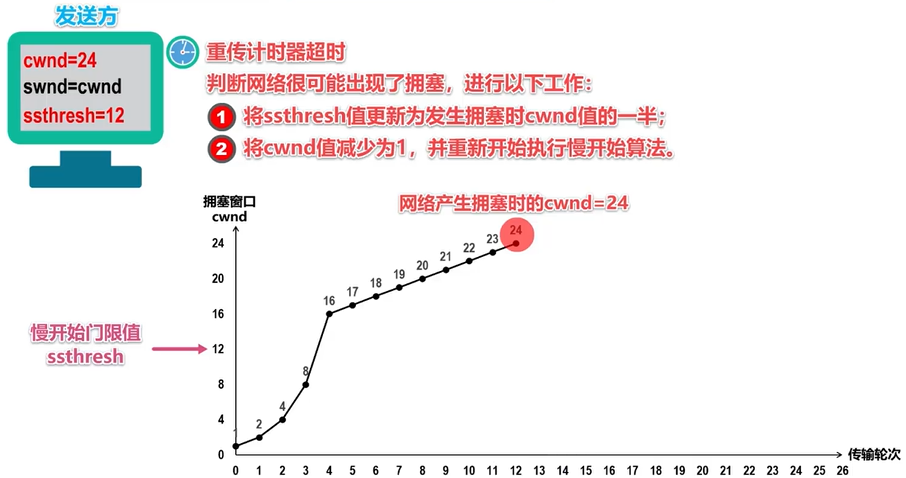 发送方
cwnd=24
swnd=cwnd
ssthresh=12
重传计时器超时
判断网络很可能出现了拥塞，进行以下工作：
1 将ssthresh值更新为发生拥塞时cwnd值的一半；
2 将cwnd值减少为1，并重新开始执行慢开始算法。
拥塞窗口
cwnd
网络产生拥塞时的cwnd=24
24
20
16
12
8
4
0
慢开始门限值
ssthresh
2
4
8
16
17
18
19
20
21
22
23
24
0 1 2 3 4 5 6 7 8 9 10 11 12 13 14 15 16 17 18 19 20 21 22 23 24 25 26
传输轮次